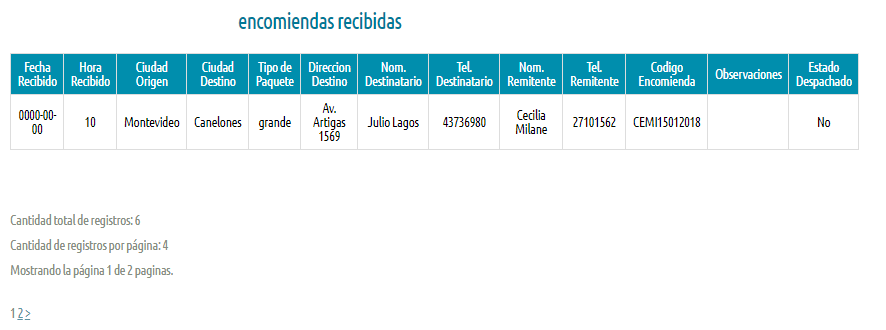 encomiendas recibidas
Fecha Recibido Hora Recibido Ciudad Origen Ciudad Destino Tipo de Paquete Direccion Destino Nom. Destinatario Tel. Destinatario Nom. Remitente Tel. Remitente Codigo Encomienda Observaciones Estado Despachado
0000-00-00 10 Montevideo Canelones grande Av. Artigas 1569 Julio Lagos 43736980 Cecilia Milane 27101562 CEMI15012018 No
Cantidad total de registros: 6
Cantidad de registros por página: 4
Mostrando la página 1 de 2 paginas.
1 2 >